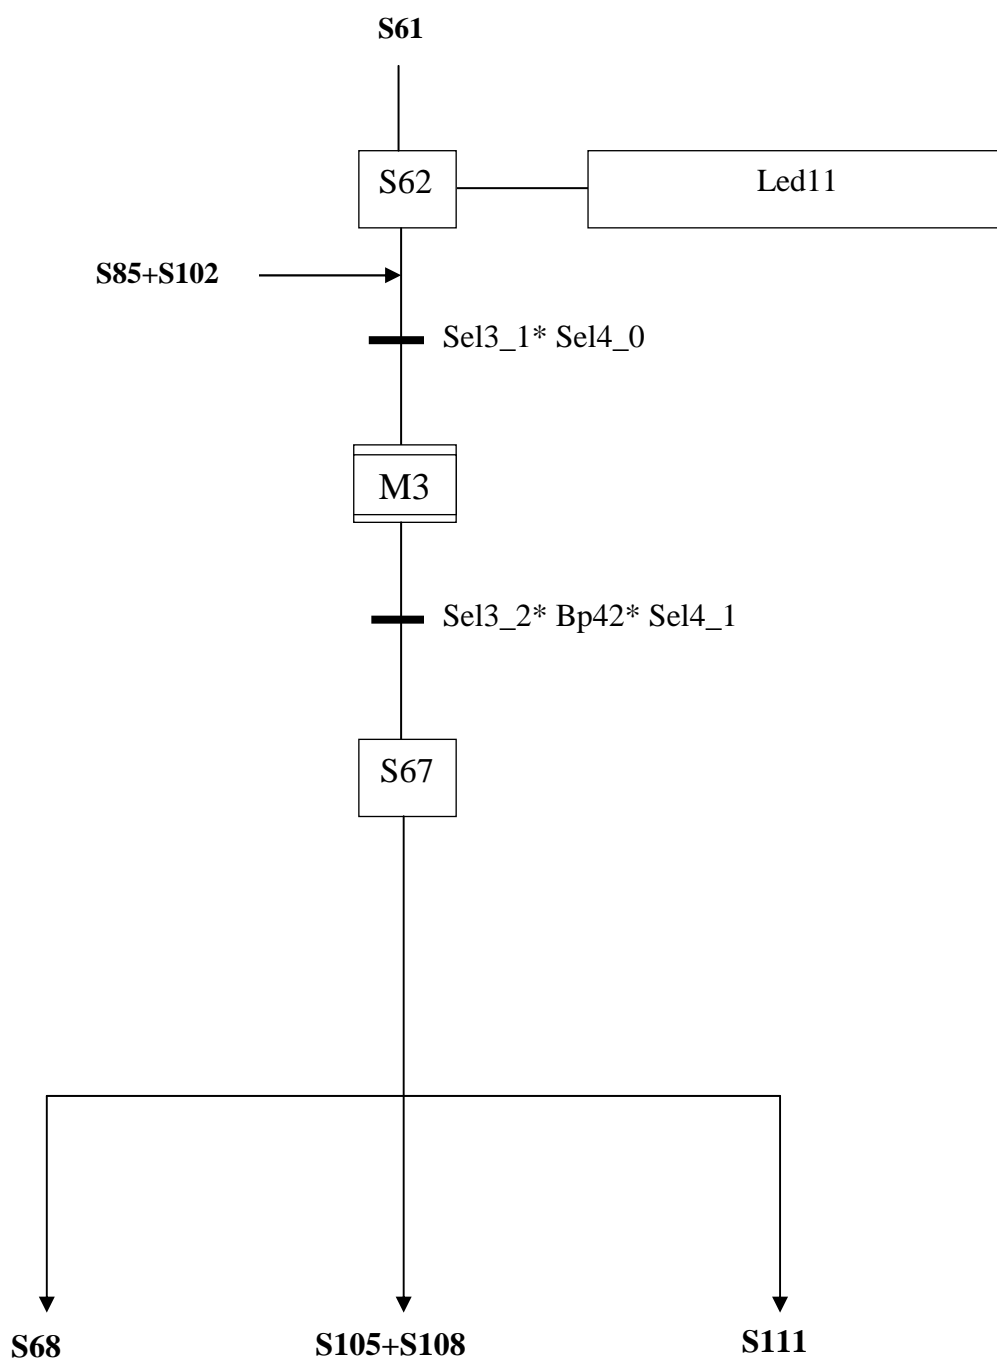 S61
S62
Led11
S85+S102
Sel3_1* Sel4_0
M3
Sel3_2* Bp42* Sel4_1
S67
S68
S105+S108
S111